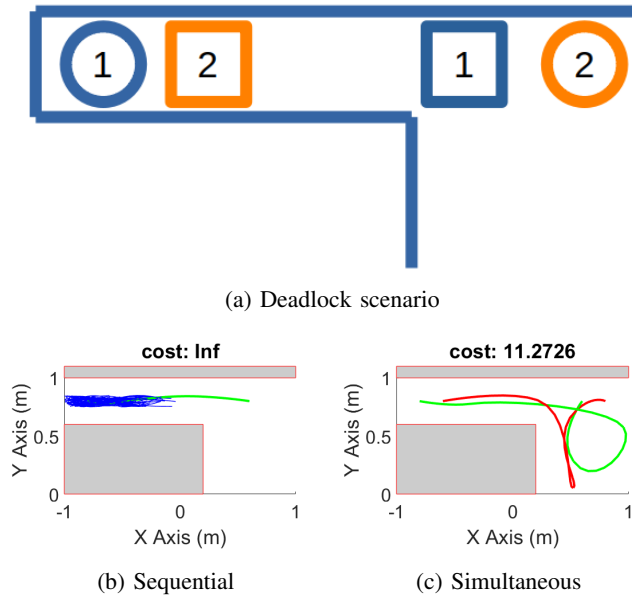 1 2 1 2
(a) Deadlock scenario
cost: Inf
1
0.5
0
Y Axis (m)
-1 0 1
X Axis (m)
(b) Sequential
cost: 11.2726
1
0.5
0
Y Axis (m)
-1 0 1
X Axis (m)
(c) Simultaneous